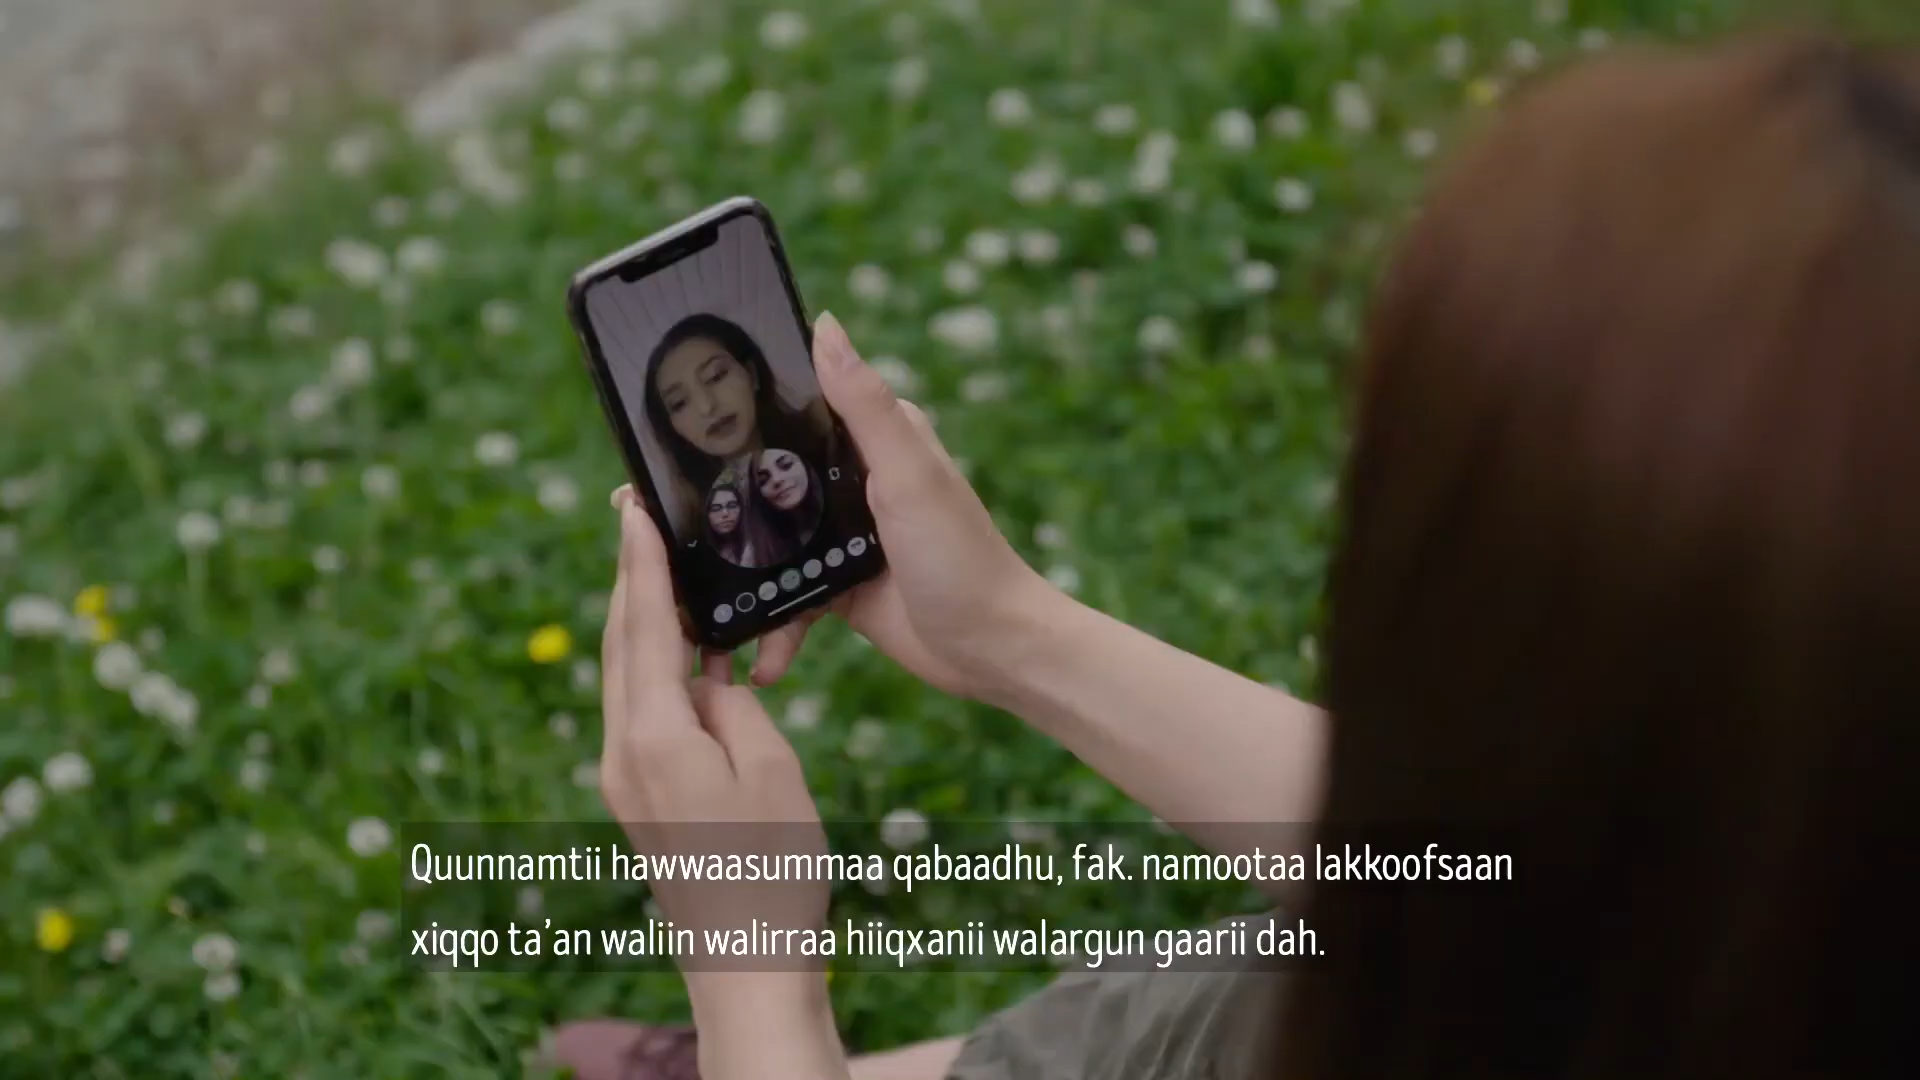 Quunnamtii hawwaasummaa qabaadhu, fak. namootaa lakkoofsaan
xiqqo ta’an waliin walirraa hiiqxanii walargun gaarii dah.